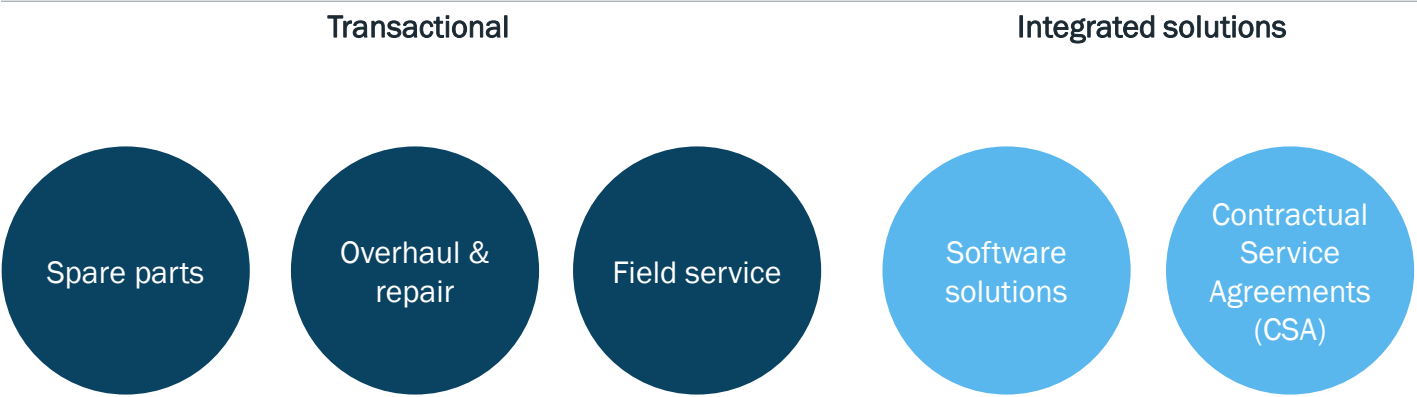 Transactional
Integrated solutions
Spare parts
Overhaul &
repair
Field service
Software
solutions
Contractual
Service
Agreements
(CSA)